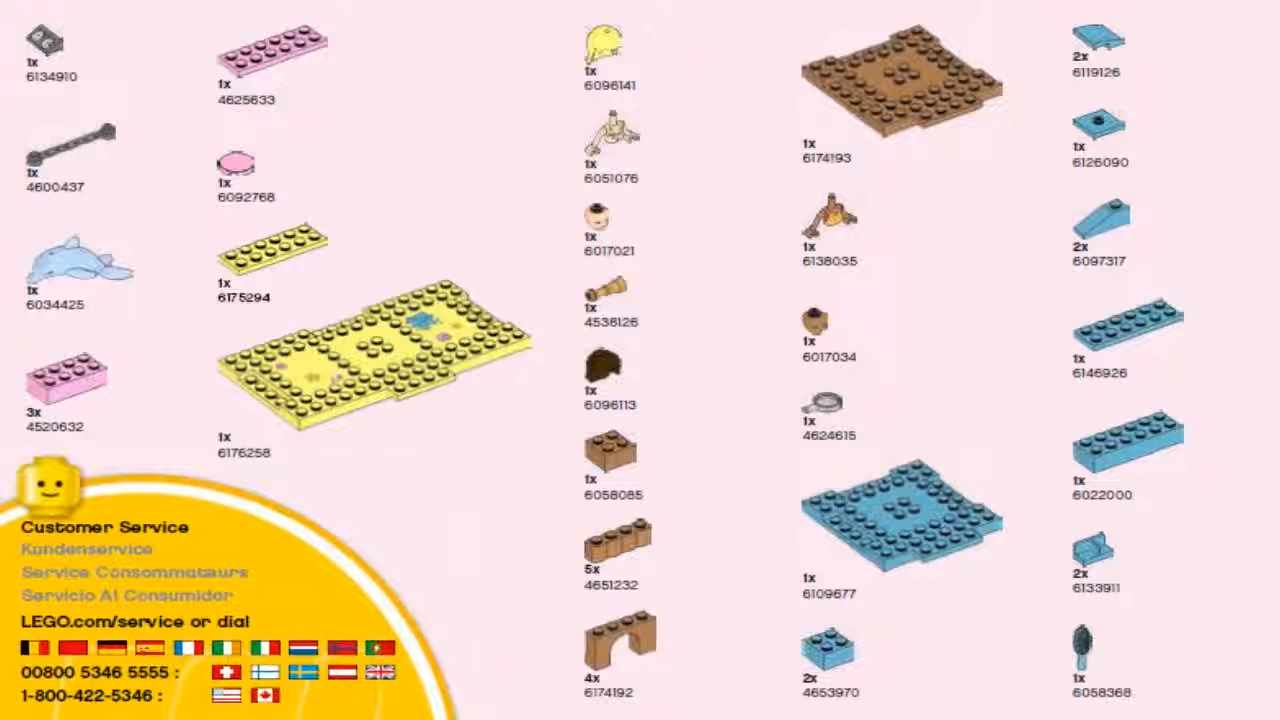 1x
6134910
1x
4600437
1x
6034425
3x
4520632
1x
4625633
1x
6092768
1x
6175294
1x
6176258
1x
6096141
1x
6051076
1x
6017021
1x
4536126
1x
6096113
1x
6058085
5x
4651232
4x
6174192
1x
6174193
1x
6138035
1x
6017034
1x
4624615
1x
6109677
2x
4653970
2x
6119126
1x
6126090
2x
6097317
1x
6146926
1x
6022000
2x
6133911
1x
6058368
Customer Service
Kundenservice
Service Consommateurs
Servicio Al Consumidor
LEGO.com/service or dial
00800 5346 5555 :
1-800-422-5346 :